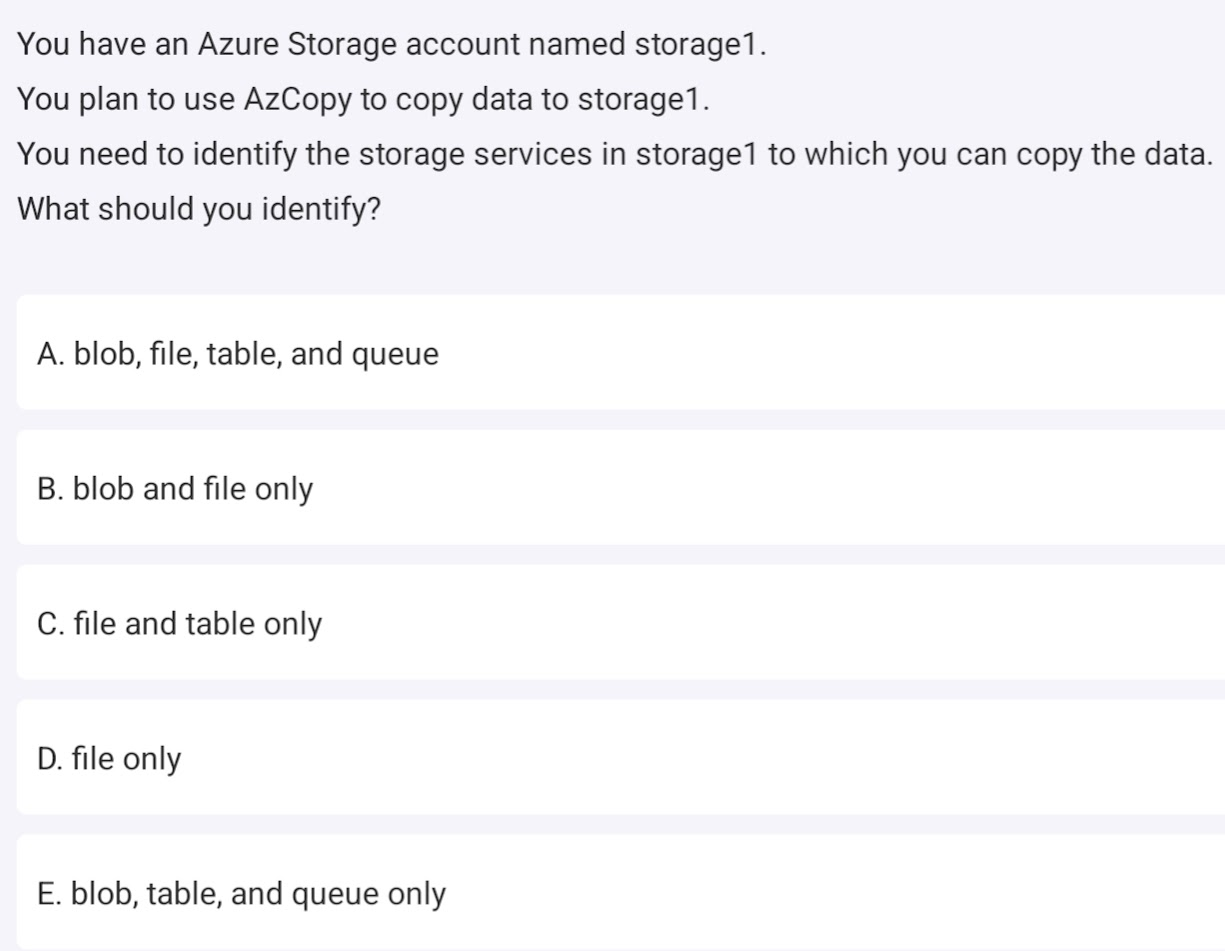 You have an Azure Storage account named storage1.
You plan to use AzCopy to copy data to storage1.
You need to identify the storage services in storage1 to which you can copy the data.
What should you identify?
A. blob, file, table, and queue
B. blob and file only
C. file and table only
D. file only
E. blob, table, and queue only